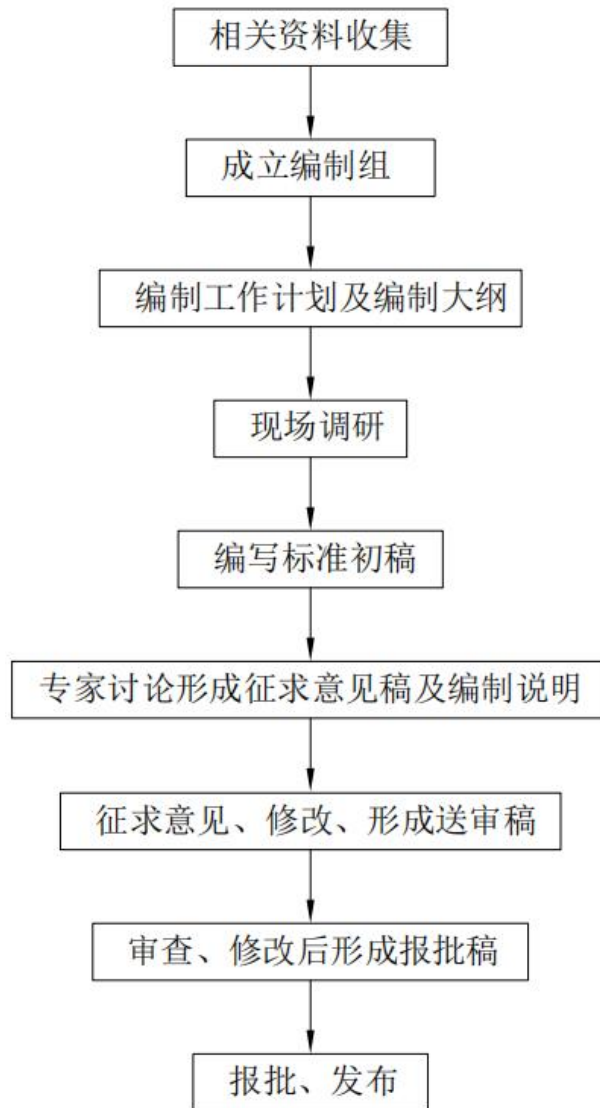 相关资料收集
成立编制组
编制工作计划及编制大纲
现场调研
编写标准初稿
专家讨论形成征求意见稿及编制说明
征求意见、修改、形成送审稿
审查、修改后形成报批稿
报批、发布